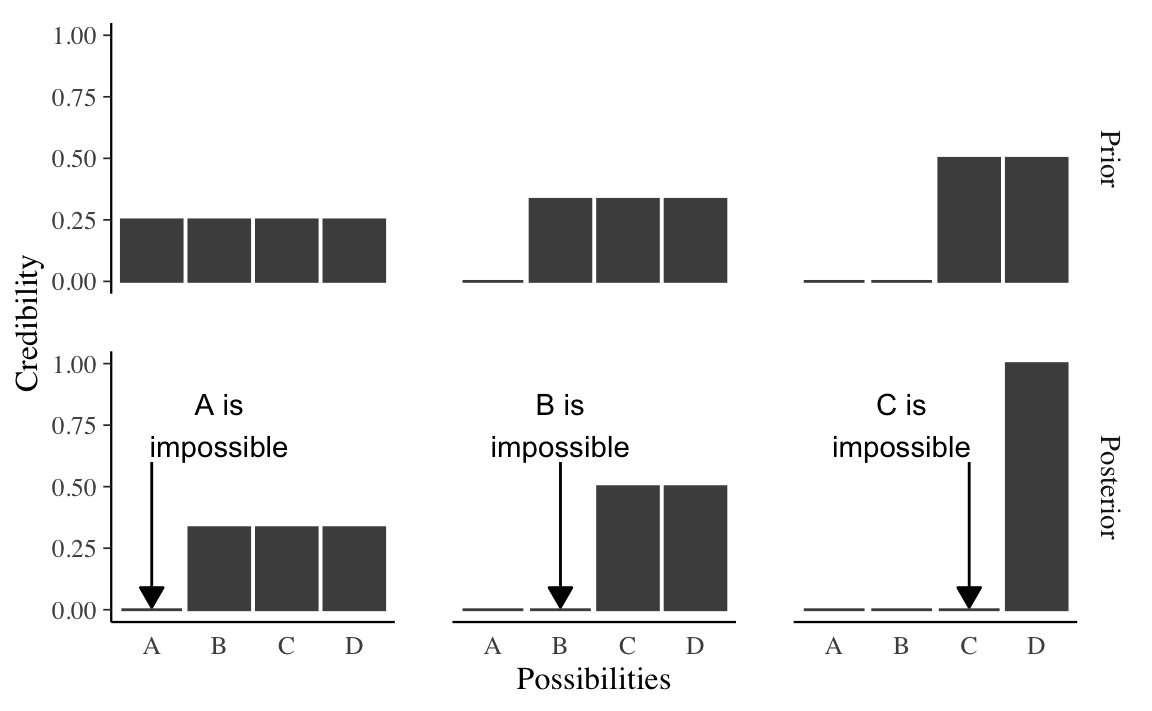 1.00
0.75
0.50
0.25
0.00
Prior
Credibility
1.00
0.75
0.50
0.25
0.00
A is
impossible
B is
impossible
C is
impossible
Posterior
A B C D
A B C D
A B C D
Possibilities